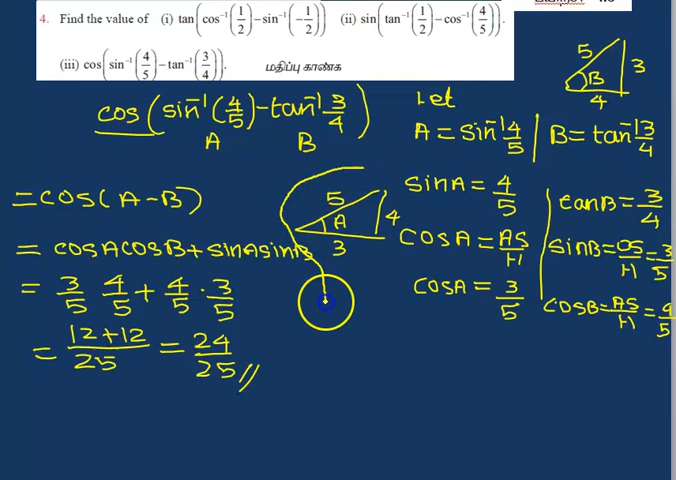 4. Find the value of (i) tan(cos⁻¹(1/2) – sin⁻¹(–1/2)) (ii) sin(tan⁻¹(1/2) – cos⁻¹(4/5)).
(iii) cos(sin⁻¹(4/5) – tan⁻¹(3/4)). மதிப்பு காண்க
cos(sin⁻¹(4/5) – tan⁻¹ 3/4)
A B
= cos(A – B)
= cosA cosB + sinA sinB
= 3/5 4/5 + 4/5 · 3/5
= 12+12/25 = 24/25 //
5 A 4
3
Let
A = sin⁻¹ 4/5
sinA = 4/5
cosA = AS/H
cosA = 3/5
5 B 3
4
B = tan⁻¹ 3/4
tanB = 3/4
sinB = OS/H = 3/5
cosB = AS/H = 4/5